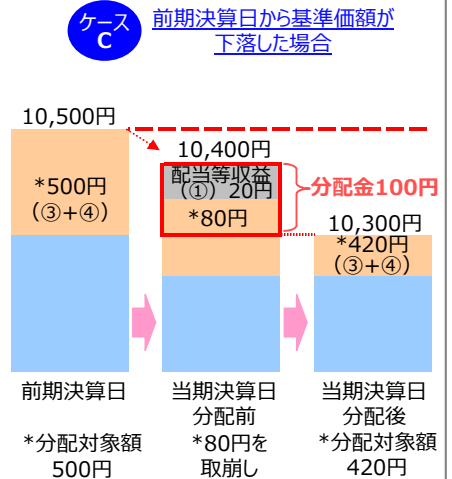 ケース
C
前期決算日から基準価額が
下落した場合
10,500円
10,400円
配当等収益
(①) 20円
*500円
(③+④)
*80円
分配金100円
10,300円
*420円
(③+④)
前期決算日
当期決算日
分配前
当期決算日
分配後
*分配対象額
500円
*80円を
取崩し
*分配対象額
420円